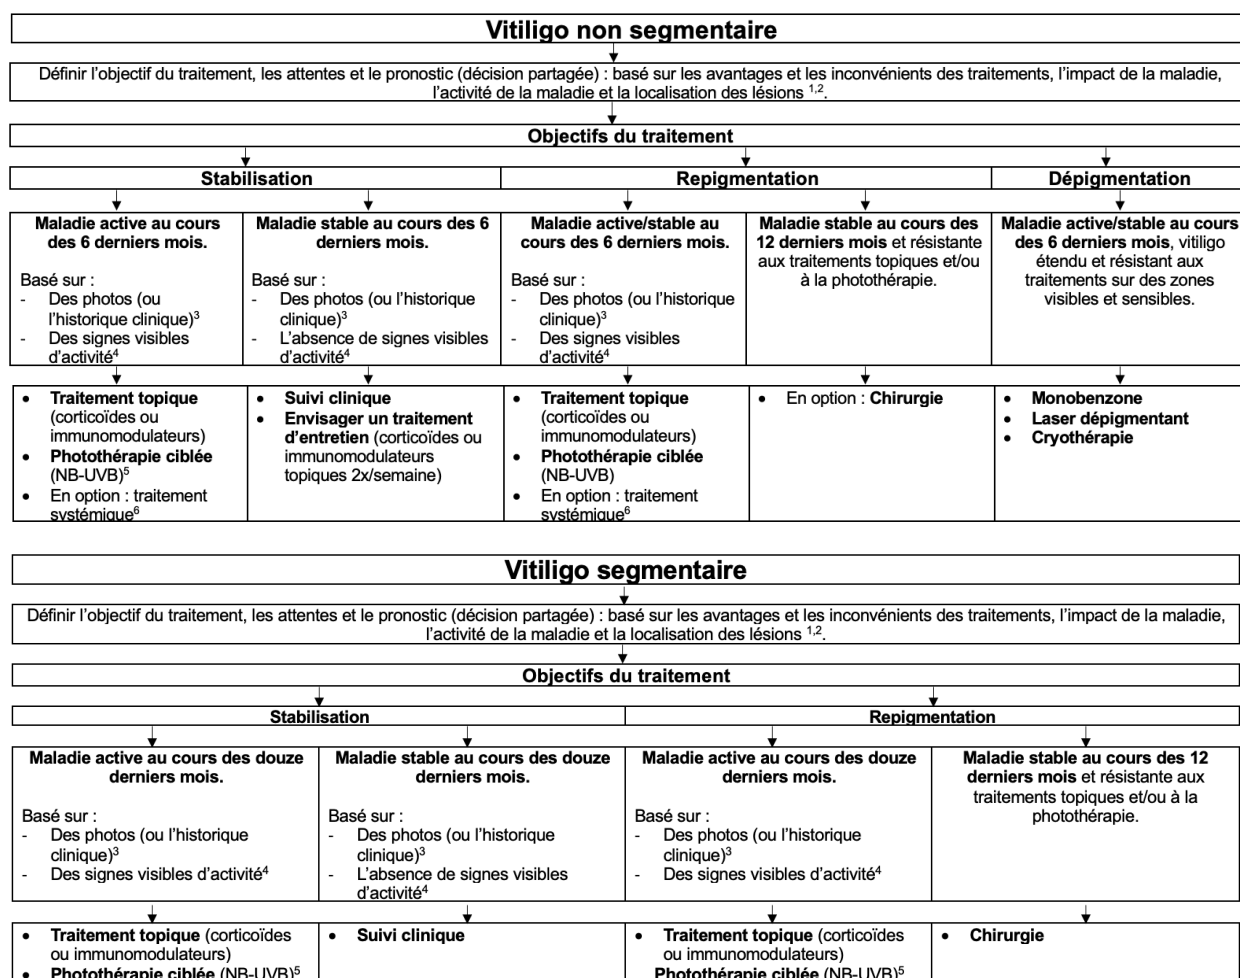 Vitiligo non segmentaire
Définir l’objectif du traitement, les attentes et le pronostic (décision partagée) : basé sur les avantages et les inconvénients des traitements, l’impact de la maladie,
l’activité de la maladie et la localisation des lésions 1,2.
Objectifs du traitement
Stabilisation
Repigmentation
Dépigmentation
Maladie active au cours
des 6 derniers mois.
Basé sur :
- Des photos (ou
l’historique clinique)3
- Des signes visibles
d’activité4
Maladie stable au cours des 6
derniers mois.
Basé sur :
- Des photos (ou l’historique
clinique)3
- L’absence de signes visibles
d’activité4
Maladie active/stable au
cours des 6 derniers mois.
Basé sur :
- Des photos (ou l’historique
clinique)3
- Des signes visibles
d’activité4
Maladie stable au cours des
12 derniers mois et résistante
aux traitements topiques et/ou
à la photothérapie.
Maladie active/stable au cours
des 6 derniers mois, vitiligo
étendu et résistant aux
traitements sur des zones
visibles et sensibles.
• Traitement topique
(corticoïdes ou
immunomodulateurs)
• Photothérapie ciblée
(NB-UVB)5
• En option : traitement
systémique6
• Suivi clinique
• Envisager un traitement
d’entretien (corticoïdes ou
immunomodulateurs
topiques 2x/semaine)
• Traitement topique
(corticoïdes ou
immunomodulateurs)
• Photothérapie ciblée
(NB-UVB)
• En option : traitement
systémique6
• En option : Chirurgie
• Monobenzone
• Laser dépigmentant
• Cryothérapie
Vitiligo segmentaire
Définir l’objectif du traitement, les attentes et le pronostic (décision partagée) : basé sur les avantages et les inconvénients des traitements, l’impact de la maladie,
l’activité de la maladie et la localisation des lésions 1,2.
Objectifs du traitement
Stabilisation
Repigmentation
Maladie active au cours des douze
derniers mois.
Basé sur :
- Des photos (ou l’historique
clinique)3
- Des signes visibles d’activité4
Maladie stable au cours des douze
derniers mois.
Basé sur :
- Des photos (ou l’historique
clinique)3
- L’absence de signes visibles
d’activité4
Maladie active au cours des douze
derniers mois.
Basé sur :
- Des photos (ou l’historique
clinique)3
- Des signes visibles d’activité4
Maladie stable au cours des 12
derniers mois et résistante aux
traitements topiques et/ou à la
photothérapie.
• Traitement topique (corticoïdes
ou immunomodulateurs)
• Photothérapie ciblée (NB-UVB)5
• Suivi clinique
• Traitement topique (corticoïdes
ou immunomodulateurs)
Photothérapie ciblée (NB-UVB)5
• Chirurgie